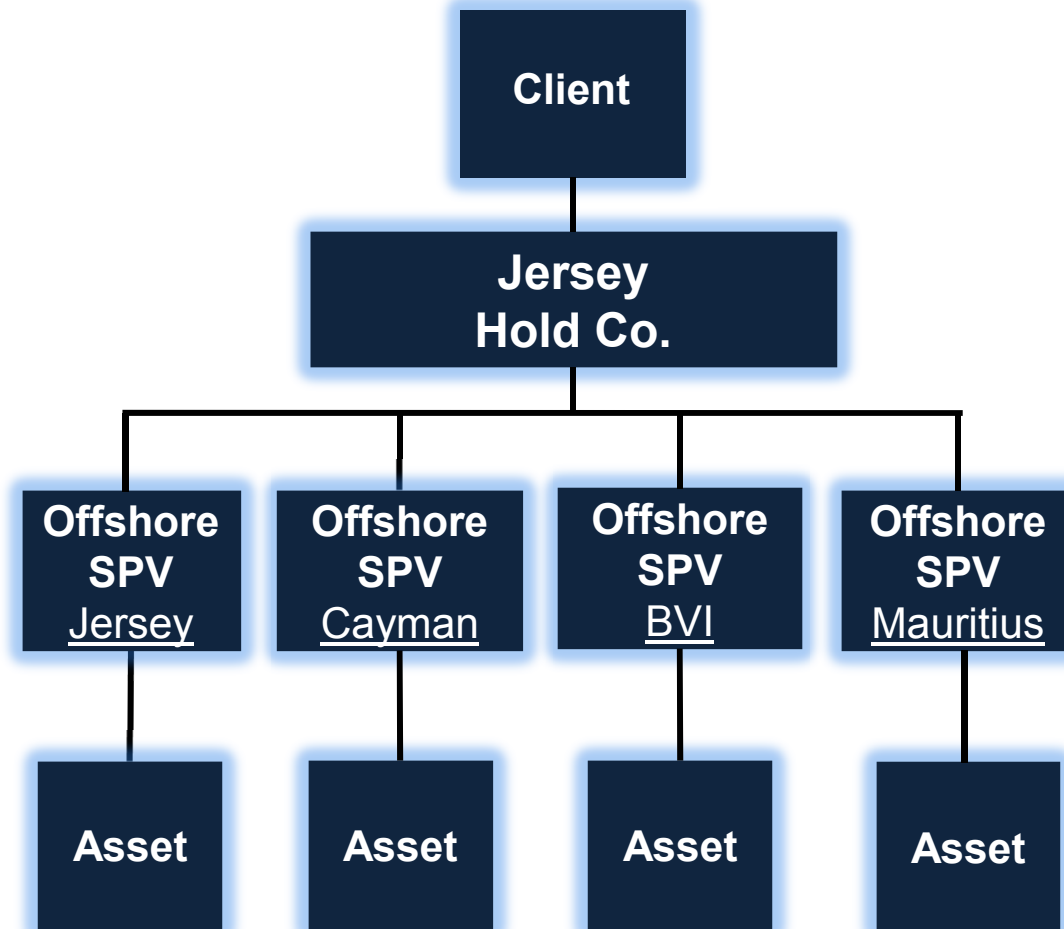 Client
Jersey
Hold Co.
Offshore
SPV
Jersey
Offshore
SPV
Cayman
Offshore
SPV
BVI
Offshore
SPV
Mauritius
Asset
Asset
Asset
Asset